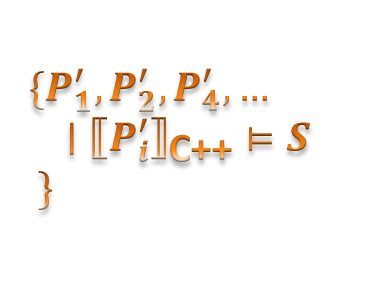 {P′₁, P′₂, P′₄, …
| ⟦P′ᵢ⟧C++ ⊨ S
}